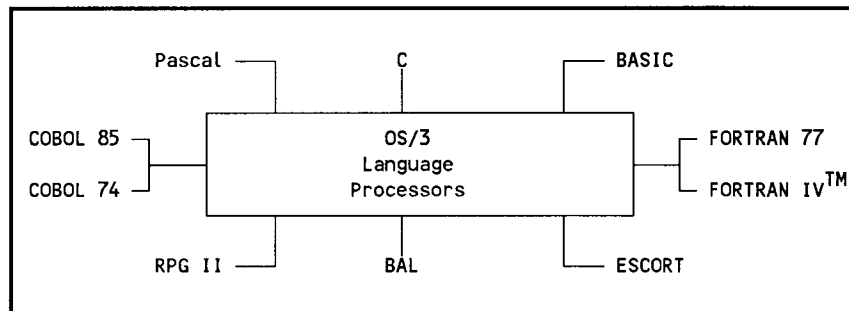 Pascal C BASIC
COBOL 85 OS/3 FORTRAN 77
Language
COBOL 74 Processors FORTRAN IV™
RPG II BAL ESCORT